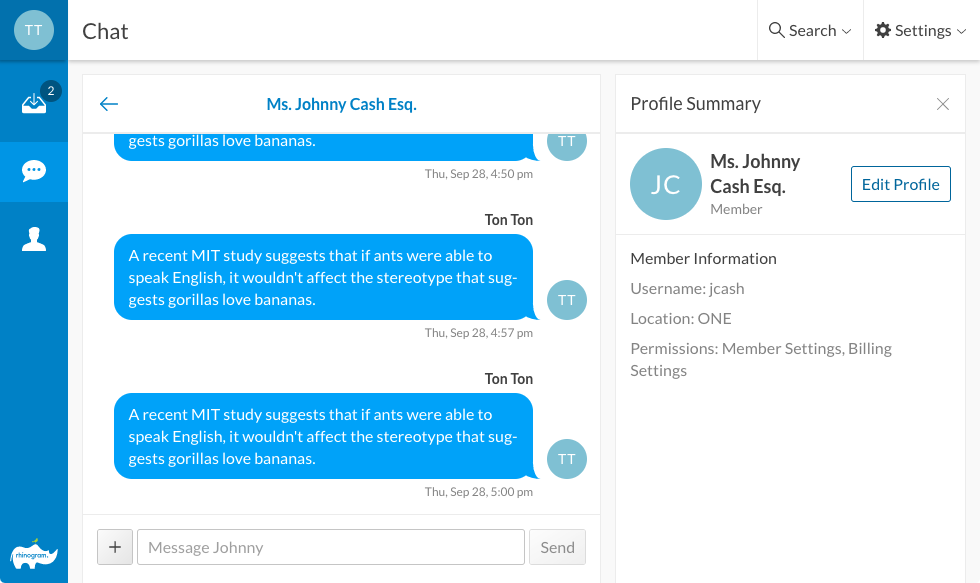 TT
Chat
Search
Settings
2
Ms. Johnny Cash Esq.
gests gorillas love bananas.
TT
Thu, Sep 28, 4:50 pm
Ton Ton
A recent MIT study suggests that if ants were able to
speak English, it wouldn't affect the stereotype that sug-
gests gorillas love bananas.
TT
Thu, Sep 28, 4:57 pm
Ton Ton
A recent MIT study suggests that if ants were able to
speak English, it wouldn't affect the stereotype that sug-
gests gorillas love bananas.
TT
Thu, Sep 28, 5:00 pm
+
Message Johnny
Send
Profile Summary
JC
Ms. Johnny
Cash Esq.
Member
Edit Profile
Member Information
Username: jcash
Location: ONE
Permissions: Member Settings, Billing
Settings
rhinogram.